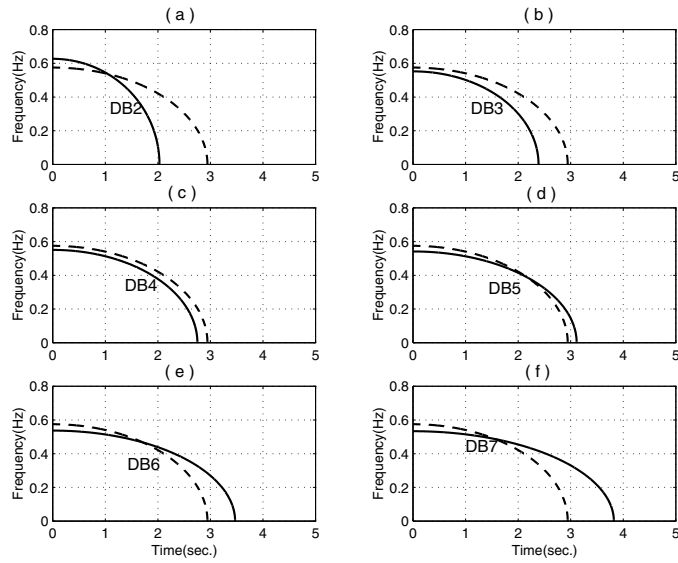 ( a )
Frequency(Hz)
0.8
0.6
0.4
0.2
0
DB2
0 1 2 3 4 5
( b )
Frequency(Hz)
0.8
0.6
0.4
0.2
0
DB3
0 1 2 3 4 5
( c )
Frequency(Hz)
0.8
0.6
0.4
0.2
0
DB4
0 1 2 3 4 5
( d )
Frequency(Hz)
0.8
0.6
0.4
0.2
0
DB5
0 1 2 3 4 5
( e )
Frequency(Hz)
0.8
0.6
0.4
0.2
0
DB6
0 1 2 3 4 5
Time(sec.)
( f )
Frequency(Hz)
0.8
0.6
0.4
0.2
0
DB7
0 1 2 3 4 5
Time(sec.)